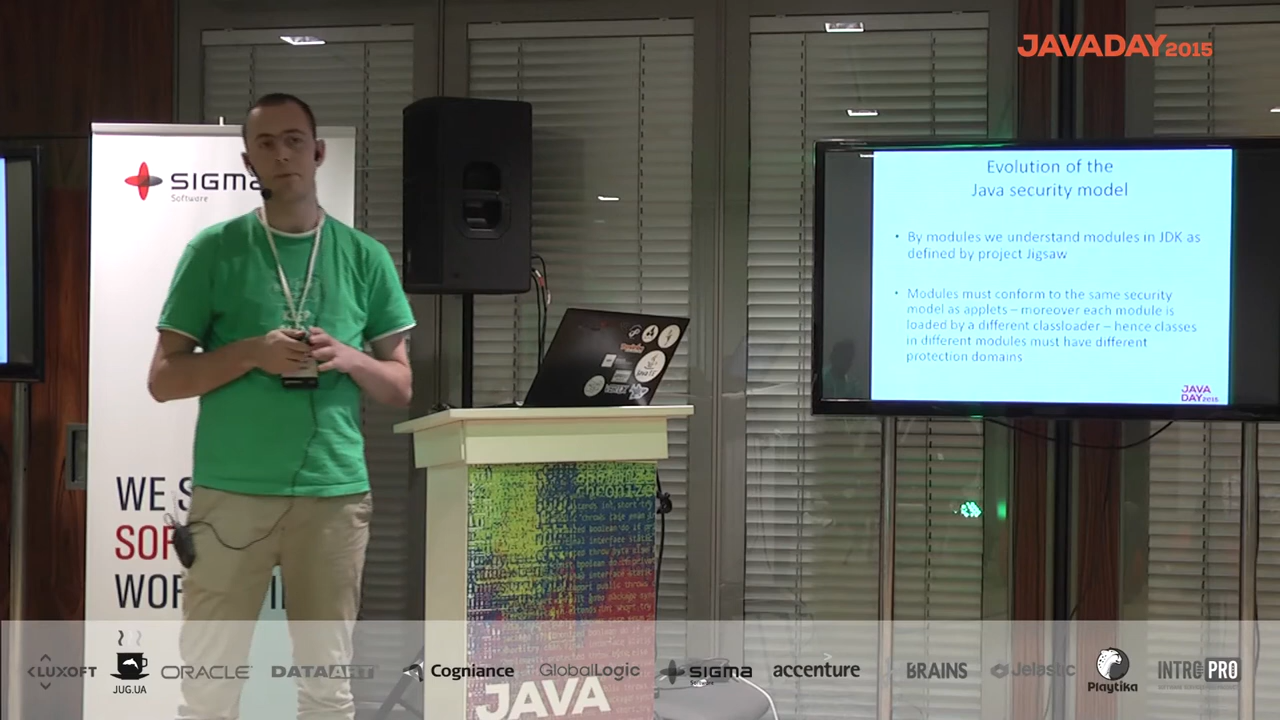 JAVADAY2015
SIGMA
Software
WE S
SOF
WOR
Evolution of the
Java security model
• By modules we understand modules in JDK as
defined by project Jigsaw
• Modules must conform to the same security
model as applets – moreover each module is
loaded by a different classloader – hence classes
in different modules must have different
protection domains
JAVA
DAY2015
chronize
JAVA
LUXOFT
JUG.UA
ORACLE
DATAART
Cogniance
GlobalLogic
SIGMA
Software
accenture
BRAINS
Jelastic
Playtika
INTRO PRO